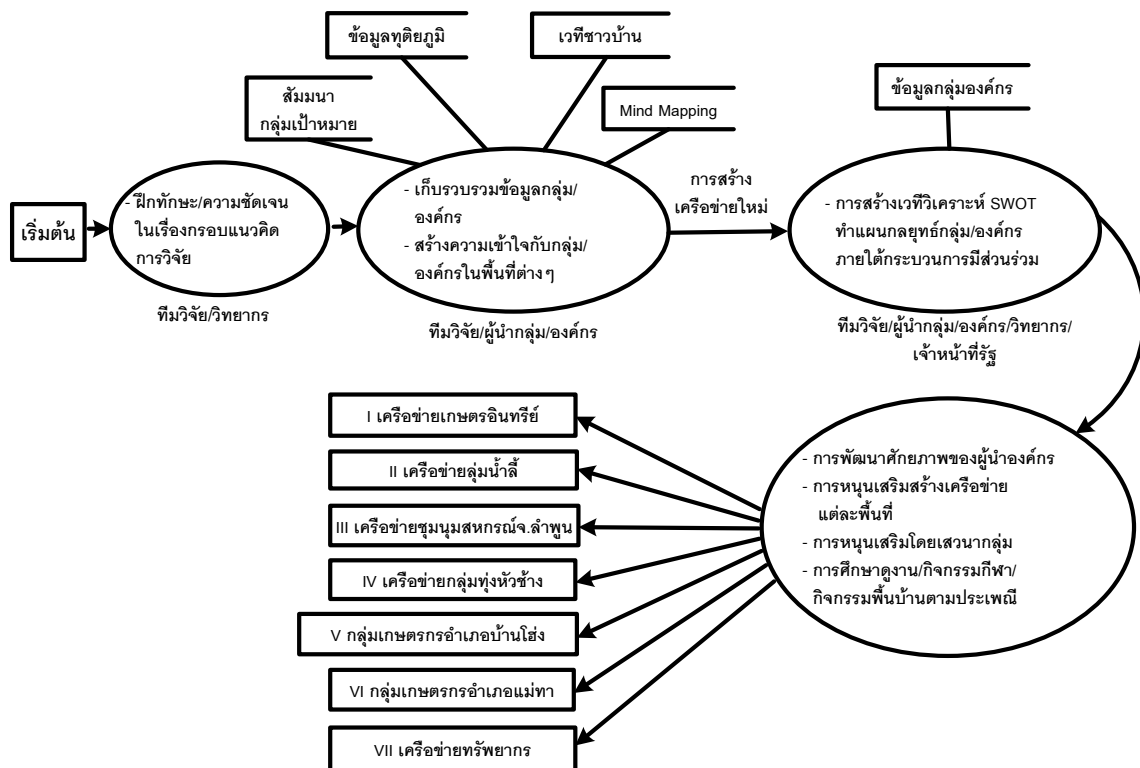 ข้อมูลทุติยภูมิ
เวทีชาวบ้าน
สัมมนา
กลุ่มเป้าหมาย
Mind Mapping
ข้อมูลกลุ่มองค์กร
เริ่มต้น
- ฝึกทักษะ/ความชัดเจน
ในเรื่องกรอบแนวคิด
การวิจัย
ทีมวิจัย/วิทยากร
- เก็บรวบรวมข้อมูลกลุ่ม/
องค์กร
- สร้างความเข้าใจกับกลุ่ม/
องค์กรในพื้นที่ต่างๆ
ทีมวิจัย/ผู้นำกลุ่ม/องค์กร
การสร้าง
เครือข่ายใหม่
- การสร้างเวทีวิเคราะห์ SWOT
ทำแผนกลยุทธ์กลุ่ม/องค์กร
ภายใต้กระบวนการมีส่วนร่วม
ทีมวิจัย/ผู้นำกลุ่ม/องค์กร/วิทยากร/
เจ้าหน้าที่รัฐ
- การพัฒนาศักยภาพของผู้นำองค์กร
- การหนุนเสริมสร้างเครือข่าย
แต่ละพื้นที่
- การหนุนเสริมโดยเสวนากลุ่ม
- การศึกษาดูงาน/กิจกรรมกีฬา/
กิจกรรมพื้นบ้านตามประเพณี
I เครือข่ายเกษตรอินทรีย์
II เครือข่ายลุ่มน้ำลี้
III เครือข่ายชุมนุมสหกรณ์จ.ลำพูน
IV เครือข่ายกลุ่มทุ่งหัวช้าง
V กลุ่มเกษตรกรอำเภอบ้านโฮ่ง
VI กลุ่มเกษตรกรอำเภอแม่ทา
VII เครือข่ายทรัพยากร